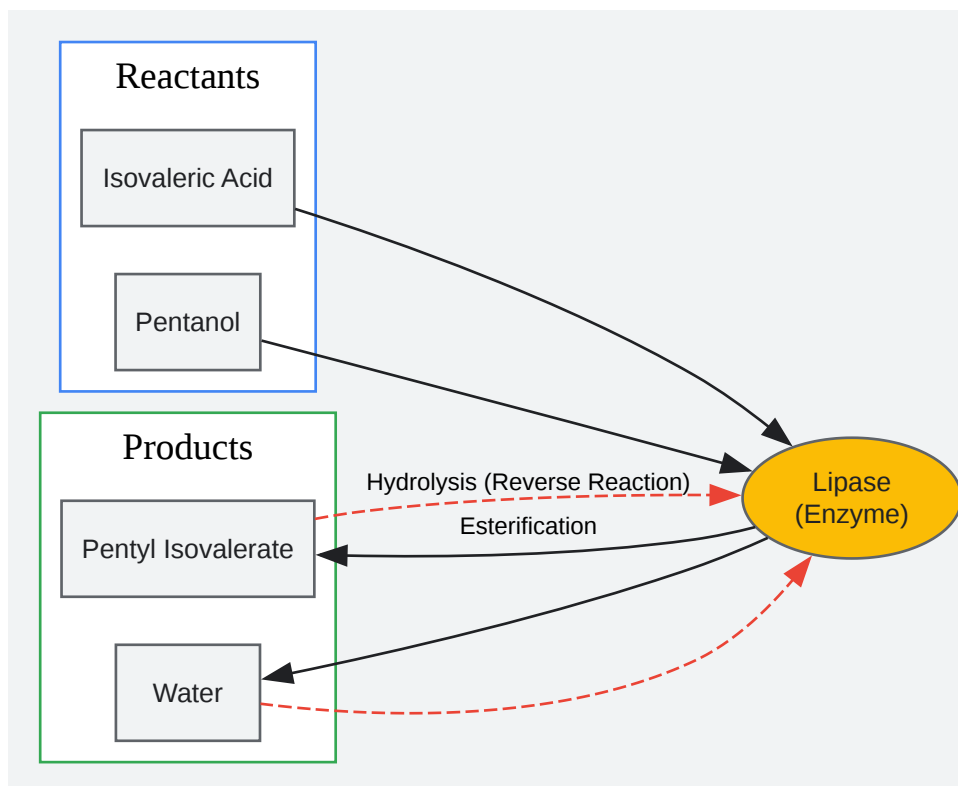 Reactants
Isovaleric Acid
Pentanol
Products
Pentyl Isovalerate
Water
Hydrolysis (Reverse Reaction)
Esterification
Lipase
(Enzyme)